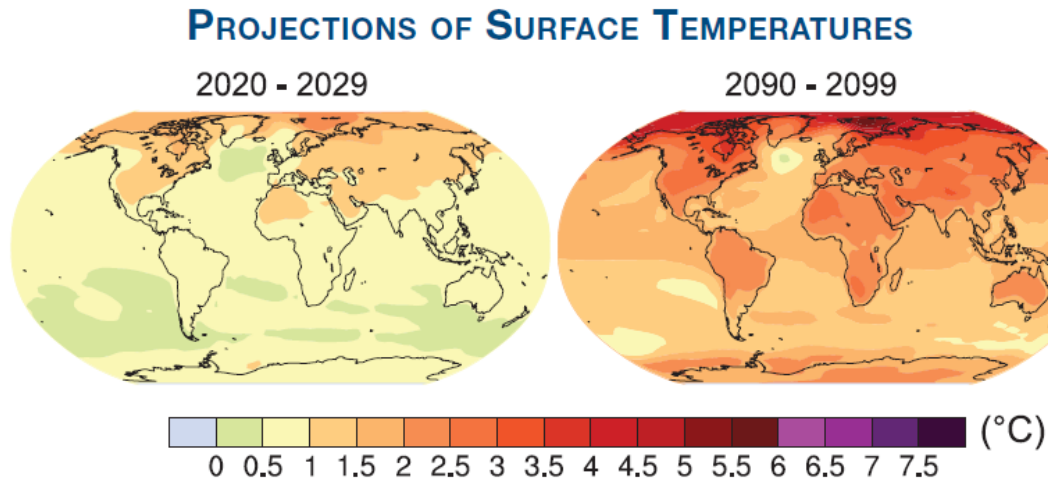 PROJECTIONS OF SURFACE TEMPERATURES
2020 - 2029
2090 - 2099
0 0.5 1 1.5 2 2.5 3 3.5 4 4.5 5 5.5 6 6.5 7 7.5 (°C)